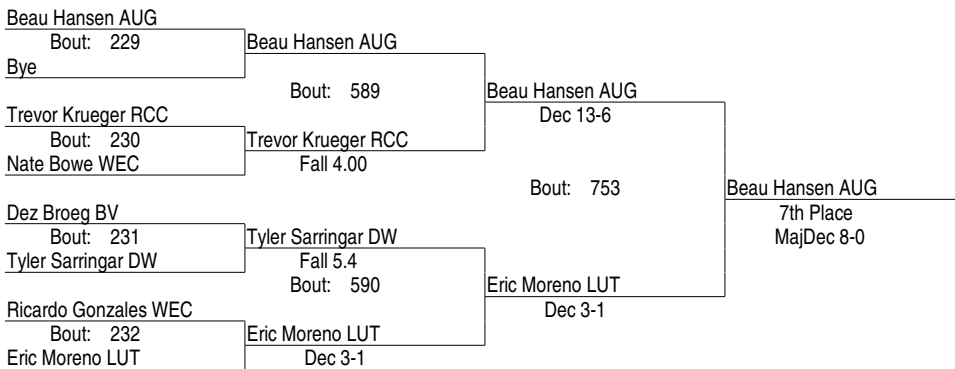 Beau Hansen AUG
Bout: 229
Bye
Beau Hansen AUG
Bout: 589
Trevor Krueger RCC
Bout: 230
Nate Bowe WEC
Trevor Krueger RCC
Fall 4.00
Beau Hansen AUG
Dec 13-6
Bout: 753
Beau Hansen AUG
7th Place
MajDec 8-0
Dez Broeg BV
Bout: 231
Tyler Sarringar DW
Tyler Sarringar DW
Fall 5.4
Bout: 590
Eric Moreno LUT
Dec 3-1
Ricardo Gonzales WEC
Bout: 232
Eric Moreno LUT
Eric Moreno LUT
Dec 3-1